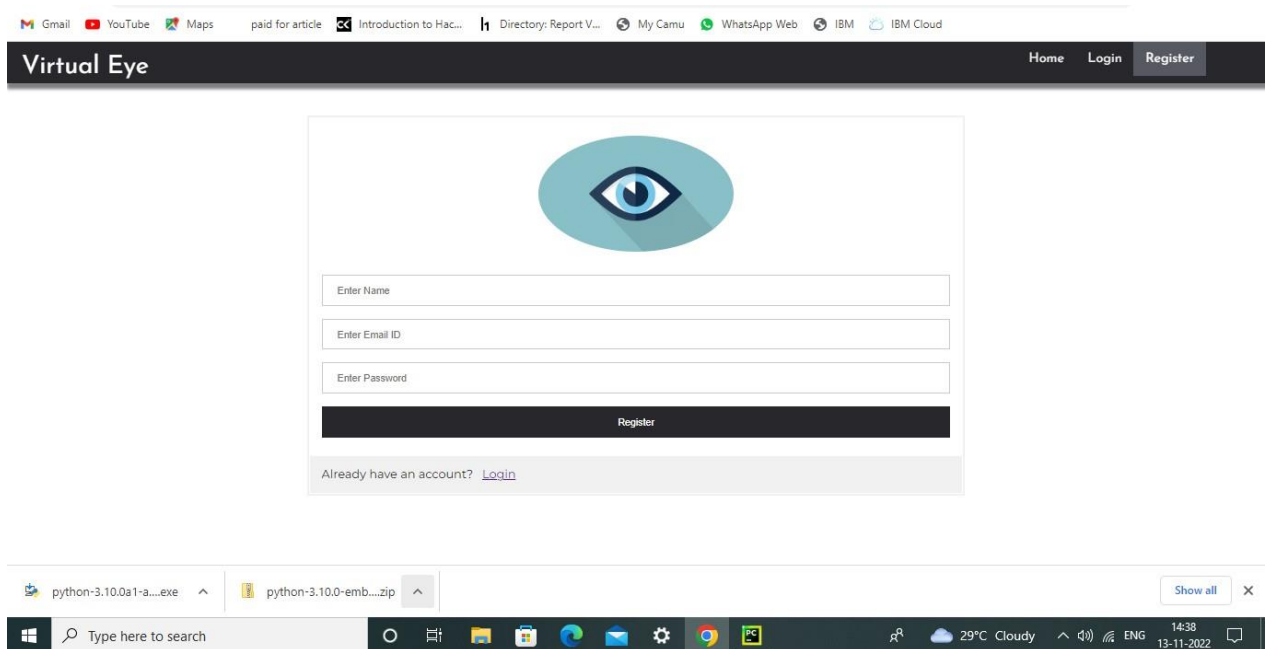 Gmail YouTube Maps paid for article CK Introduction to Hac... h1 Directory: Report V... My Camu WhatsApp Web IBM IBM Cloud
Virtual Eye Home Login Register
Enter Name
Enter Email ID
Enter Password
Register
Already have an account? Login
python-3.10.0a1-a....exe python-3.10.0-emb....zip Show all
Type here to search PC 29°C Cloudy ENG 14:38
13-11-2022